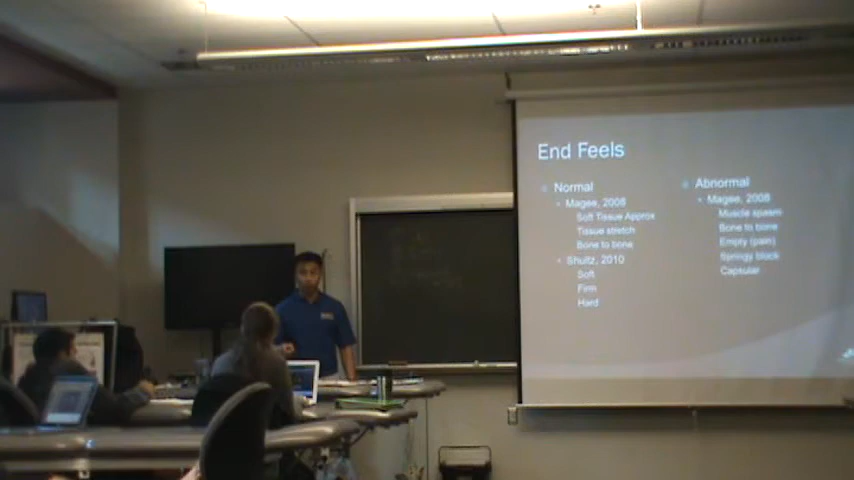 End Feels
Normal
Magee, 2008
Soft Tissue Approx
Tissue stretch
Bone to bone
Shultz, 2010
Soft
Firm
Hard
Abnormal
Magee, 2008
Muscle spasm
Bone to bone
Empty (pain)
Springy block
Capsular